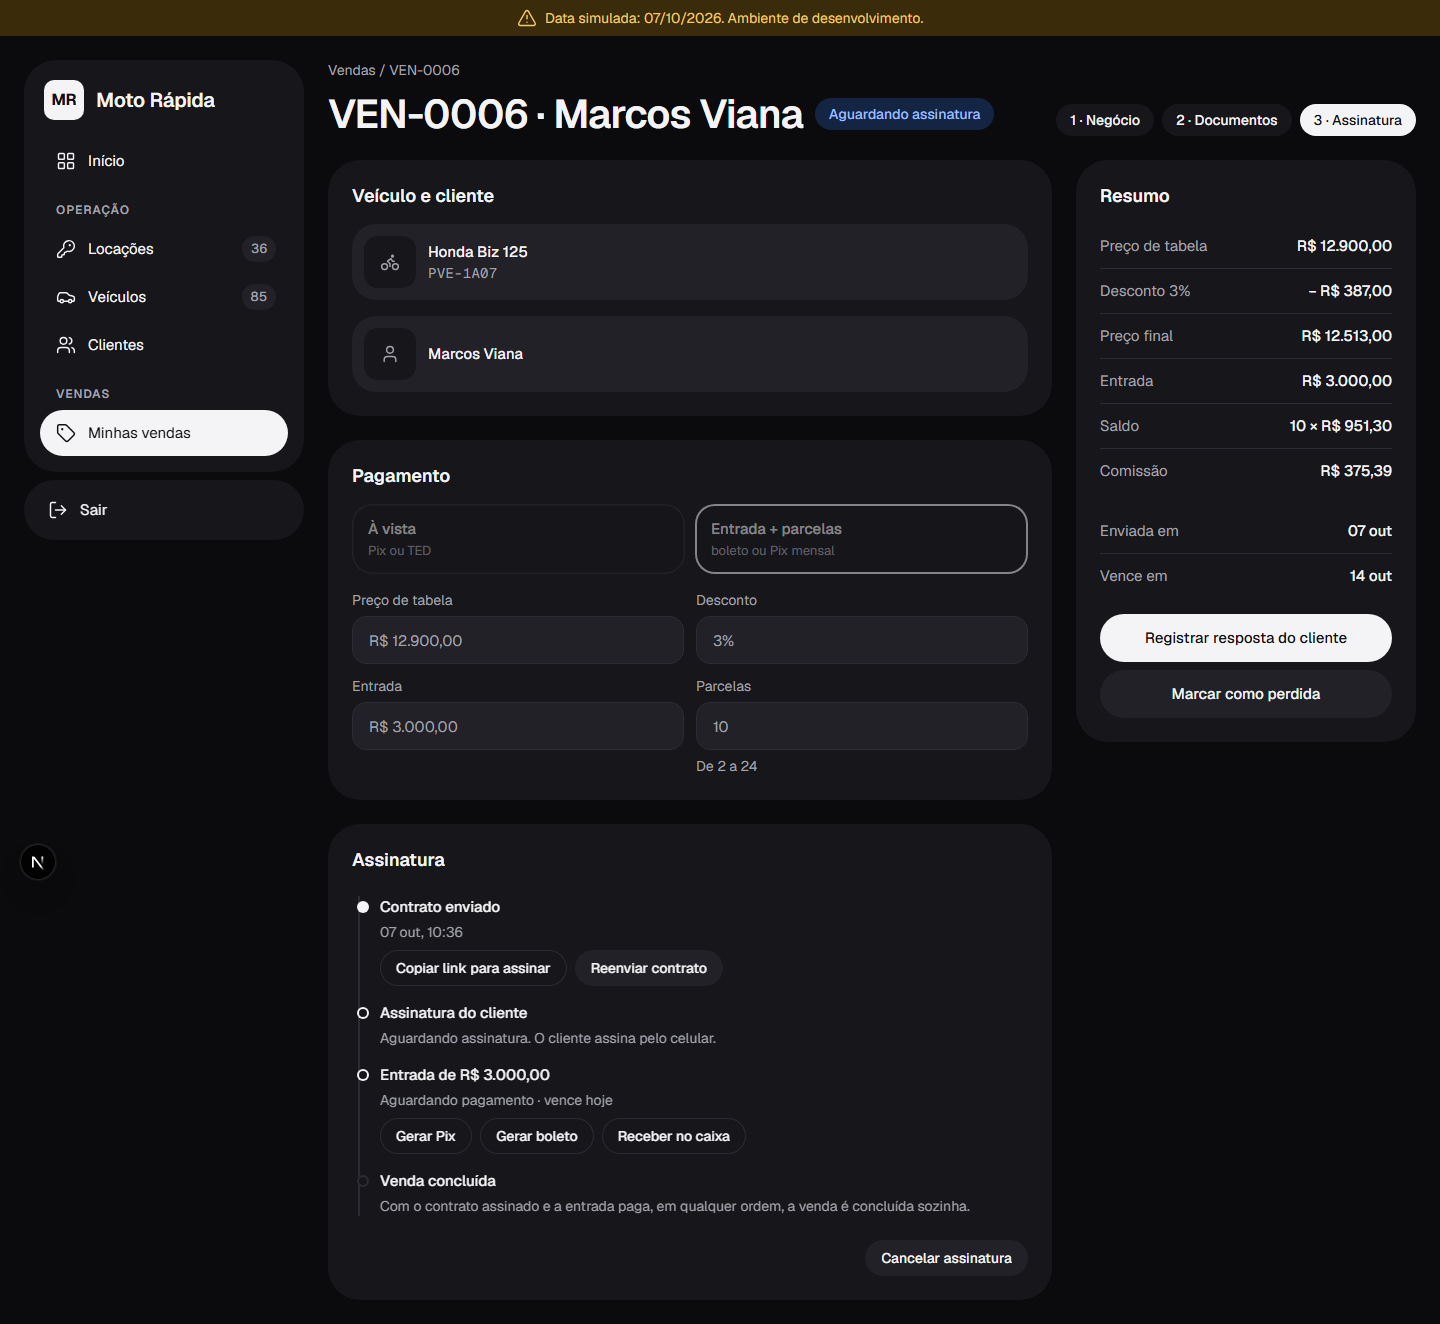 Data simulada: 07/10/2026. Ambiente de desenvolvimento.
MR
Moto Rápida
Início
OPERAÇÃO
Locações
36
Veículos
85
Clientes
VENDAS
Minhas vendas
Sair
Vendas / VEN-0006
VEN-0006 · Marcos Viana
Aguardando assinatura
1 · Negócio
2 · Documentos
3 · Assinatura
Veículo e cliente
Honda Biz 125
PVE-1A07
Marcos Viana
Pagamento
À vista
Pix ou TED
Entrada + parcelas
boleto ou Pix mensal
Preço de tabela
R$ 12.900,00
Desconto
3%
Entrada
R$ 3.000,00
Parcelas
10
De 2 a 24
Assinatura
Contrato enviado
07 out, 10:36
Copiar link para assinar
Reenviar contrato
Assinatura do cliente
Aguardando assinatura. O cliente assina pelo celular.
Entrada de R$ 3.000,00
Aguardando pagamento · vence hoje
Gerar Pix
Gerar boleto
Receber no caixa
Venda concluída
Com o contrato assinado e a entrada paga, em qualquer ordem, a venda é concluída sozinha.
Cancelar assinatura
Resumo
Preço de tabela R$ 12.900,00
Desconto 3% – R$ 387,00
Preço final R$ 12.513,00
Entrada R$ 3.000,00
Saldo 10 × R$ 951,30
Comissão R$ 375,39
Enviada em 07 out
Vence em 14 out
Registrar resposta do cliente
Marcar como perdida
N